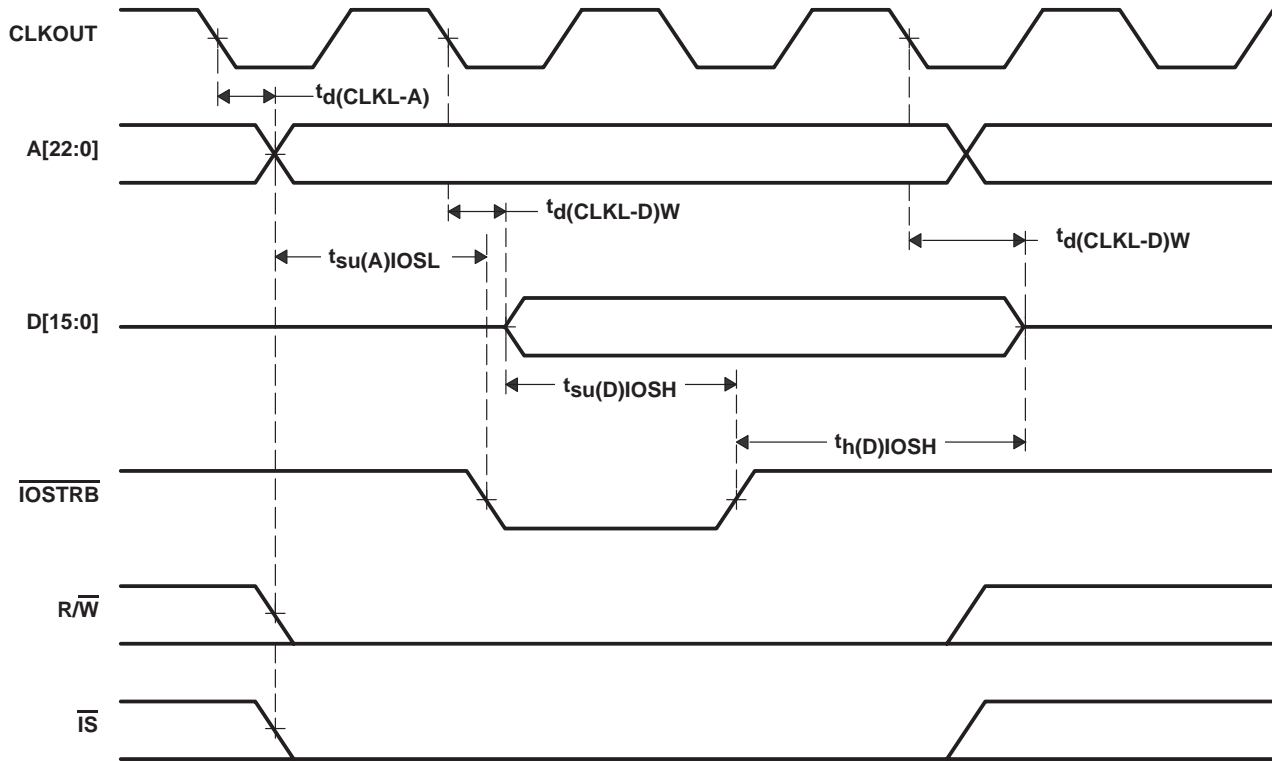 CLKOUT
td(CLKL-A)
A[22:0]
td(CLKL-D)W
td(CLKL-D)W
tsu(A)IOSL
D[15:0]
tsu(D)IOSH
th(D)IOSH
IOSTRB
R/W
IS